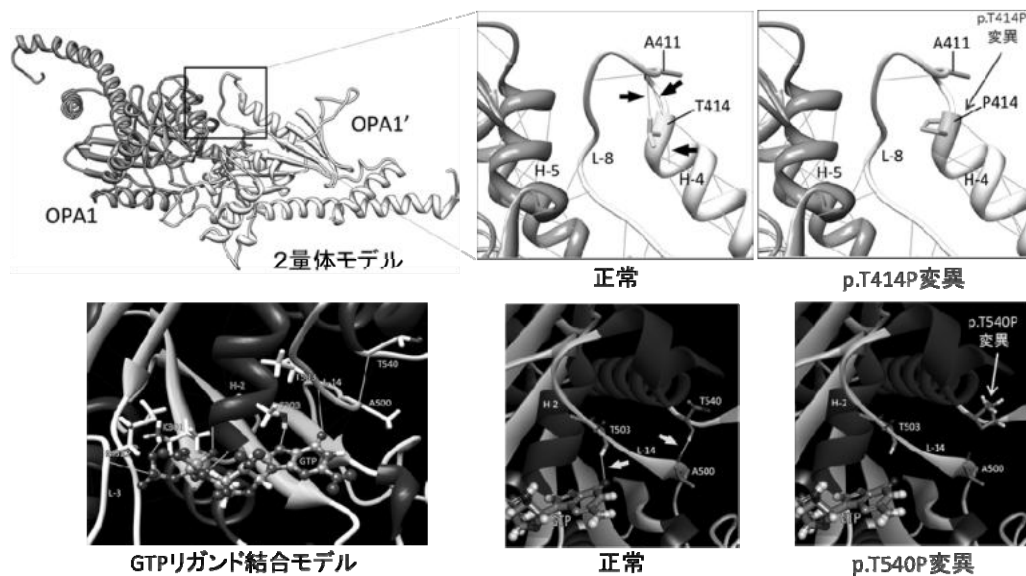 OPA1
OPA1’
2量体モデル
A411
T414
L-8
H-5
H-4
正常
p.T414P
変異
A411
P414
L-8
H-5
H-4
p.T414P変異
T540
L-14
A500
H-2
GTP
L-3
GTPリガンド結合モデル
H-2
T503
T540
L-14
A500
GTP
正常
p.T540P
変異
H-2
T503
L-14
A500
GTP
p.T540P変異